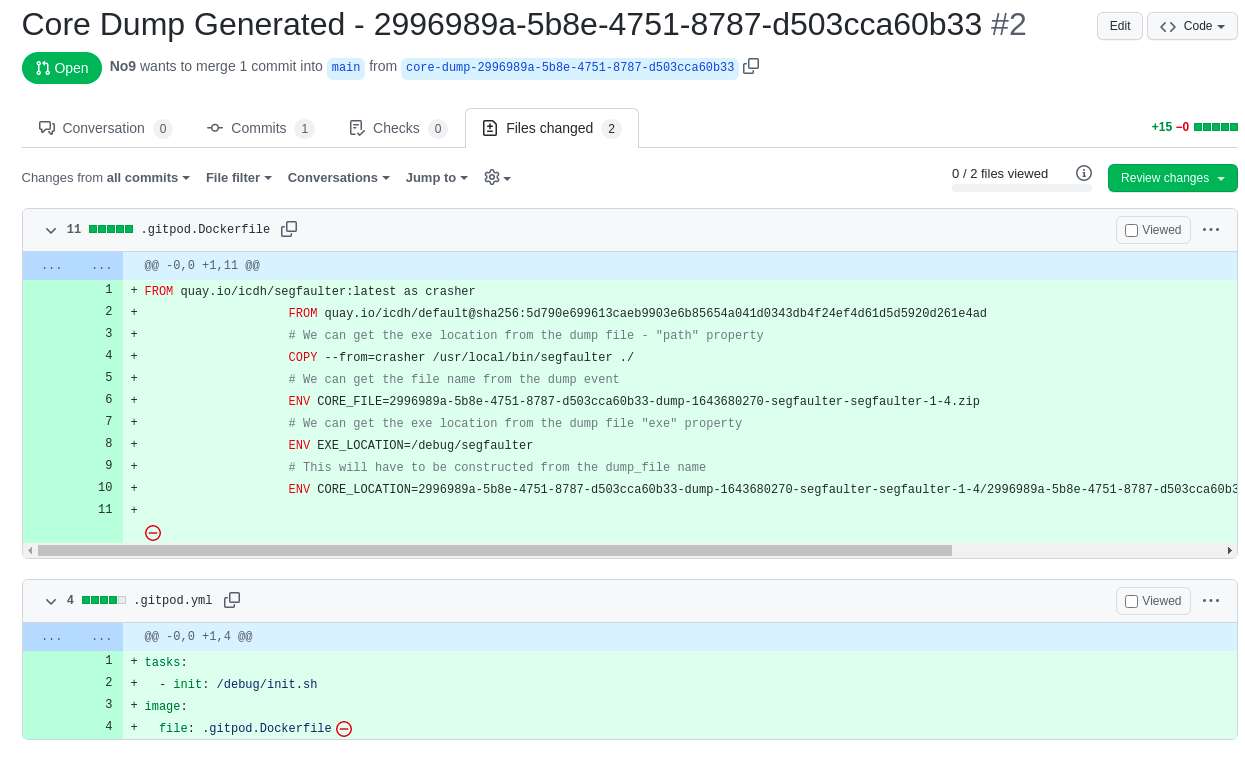 Core Dump Generated - 2996989a-5b8e-4751-8787-d503cca60b33 #2
Edit
Code
Open
No9 wants to merge 1 commit into main from core-dump-2996989a-5b8e-4751-8787-d503cca60b33
Conversation 0
Commits 1
Checks 0
Files changed 2
+15 −0
Changes from all commits
File filter
Conversations
Jump to
0 / 2 files viewed
Review changes
11 .gitpod.Dockerfile
Viewed
... ... @@ -0,0 +1,11 @@
1 + FROM quay.io/icdh/segfaulter:latest as crasher
2 + FROM quay.io/icdh/default@sha256:5d790e699613caeb9903e6b85654a041d0343db4f24ef4d61d5d5920d261e4ad
3 + # We can get the exe location from the dump file - "path" property
4 + COPY --from=crasher /usr/local/bin/segfaulter ./
5 + # We can get the file name from the dump event
6 + ENV CORE_FILE=2996989a-5b8e-4751-8787-d503cca60b33-dump-1643680270-segfaulter-segfaulter-1-4.zip
7 + # We can get the exe location from the dump file "exe" property
8 + ENV EXE_LOCATION=/debug/segfaulter
9 + # This will have to be constructed from the dump_file name
10 + ENV CORE_LOCATION=2996989a-5b8e-4751-8787-d503cca60b33-dump-1643680270-segfaulter-segfaulter-1-4/2996989a-5b8e-4751-8787-d503cca60b3
11 +
4 .gitpod.yml
Viewed
... ... @@ -0,0 +1,4 @@
1 + tasks:
2 + - init: /debug/init.sh
3 + image:
4 + file: .gitpod.Dockerfile